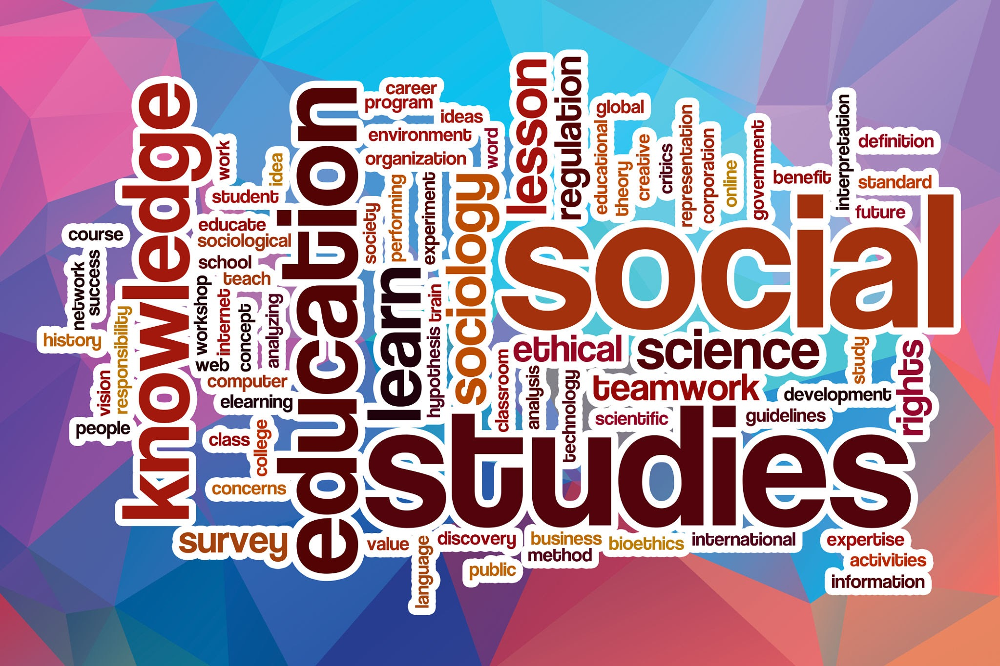 knowledge
education
social
studies
lesson
regulation
sociology
learn
science
ethical
teamwork
rights
survey
career
program
ideas
environment
organization
word
work
idea
student
educate
sociological
school
teach
course
network
success
history
responsibility
vision
people
workshop
internet
concept
analyzing
web
computer
elearning
class
college
concerns
society
performing
experiment
train
hypothesis
global
educational
theory
creative
critics
representation
corporation
online
government
benefit
interpretation
definition
standard
future
classroom
analysis
technology
scientific
study
development
guidelines
value
language
discovery
public
business
method
bioethics
international
expertise
activities
information